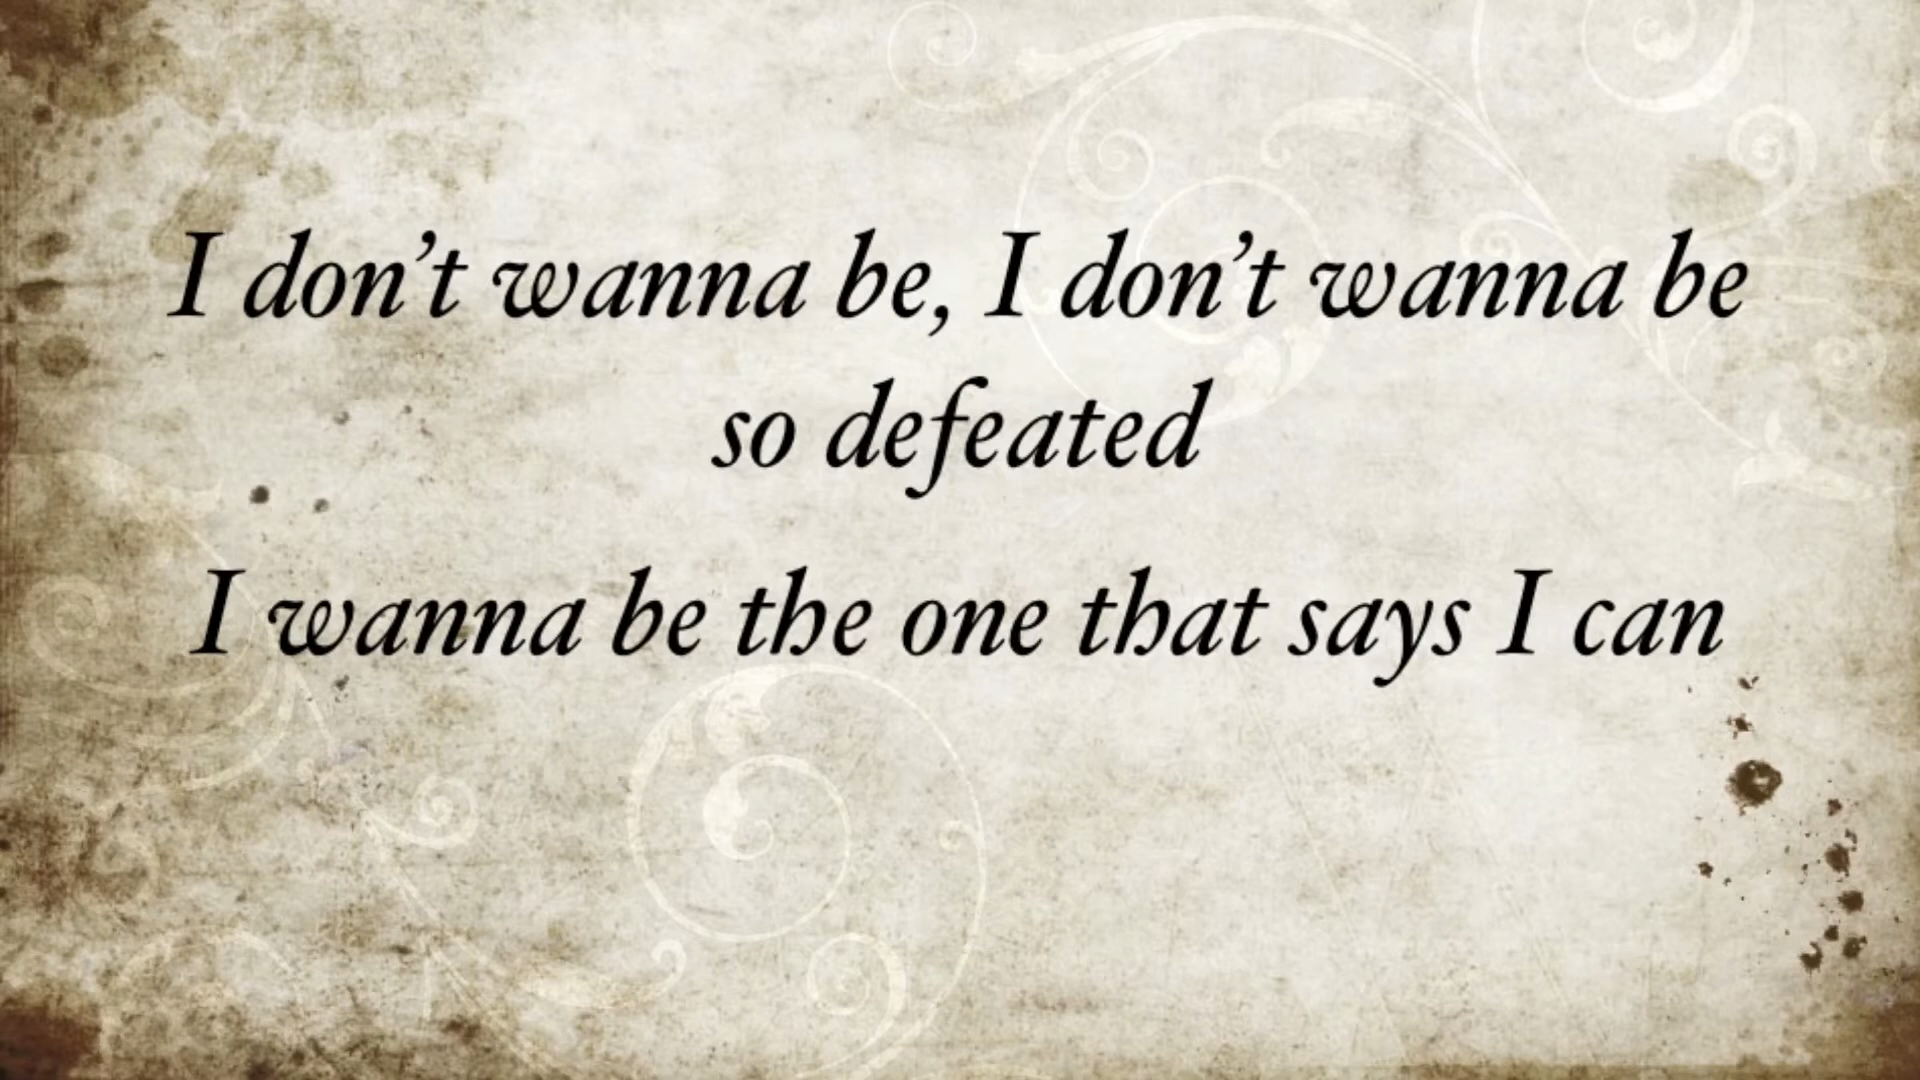 I don’t wanna be, I don’t wanna be
so defeated
I wanna be the one that says I can